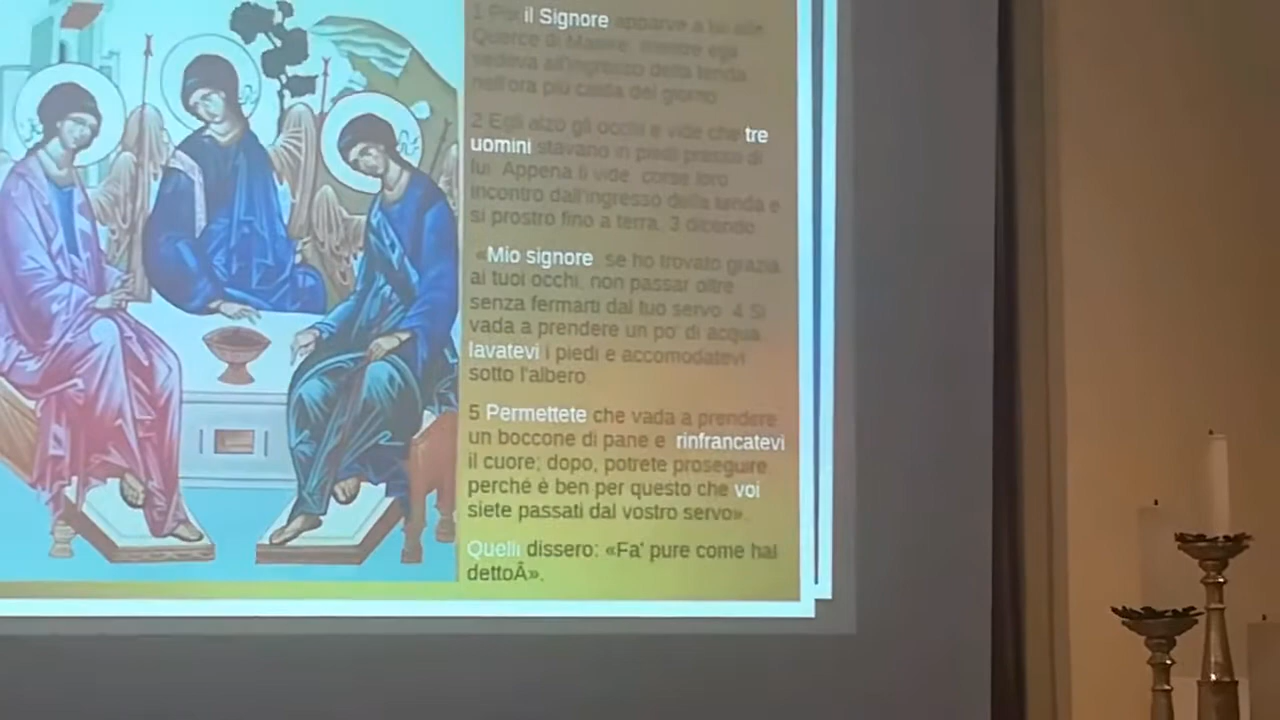 1 Poi il Signore apparve a lui alle
Querce di Mamre, mentre egli
sedeva all'ingresso della tenda
nell'ora più calda del giorno
2 Egli alzò gli occhi e vide che tre
uomini stavano in piedi presso di
lui. Appena li vide, corse loro
incontro dall'ingresso della tenda e
si prostrò fino a terra, 3 dicendo
«Mio signore, se ho trovato grazia
ai tuoi occhi, non passar oltre
senza fermarti dal tuo servo. 4 Si
vada a prendere un po' di acqua,
lavatevi i piedi e accomodatevi
sotto l'albero
5 Permettete che vada a prendere
un boccone di pane e rinfrancatevi
il cuore; dopo, potrete proseguire
perché è ben per questo che voi
siete passati dal vostro servo».
Quelli dissero: «Fa' pure come hai
dettoÂ».